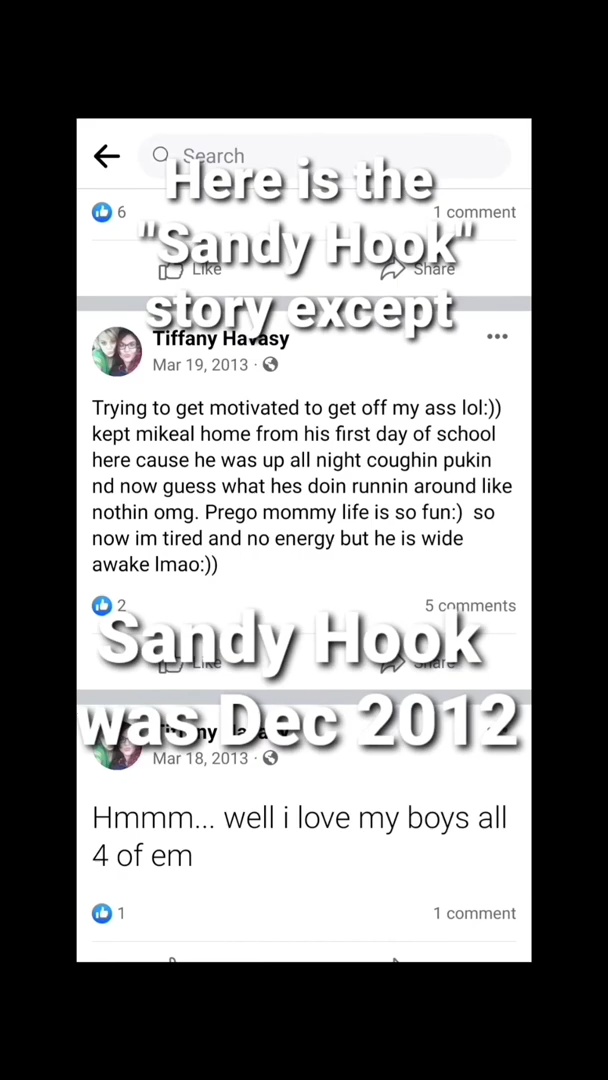 Search
Here is the
6
1 comment
"Sandy Hook"
Like
Share
story except
Tiffany Havasy
Mar 19, 2013
Trying to get motivated to get off my ass lol:))
kept mikeal home from his first day of school
here cause he was up all night coughin pukin
nd now guess what hes doin runnin around like
nothin omg. Prego mommy life is so fun:)  so
now im tired and no energy but he is wide
awake lmao:))
2
5 comments
Sandy Hook
Like
Share
was Dec 2012
Tiffany Havasy
Mar 18, 2013
Hmmm... well i love my boys all
4 of em
1
1 comment